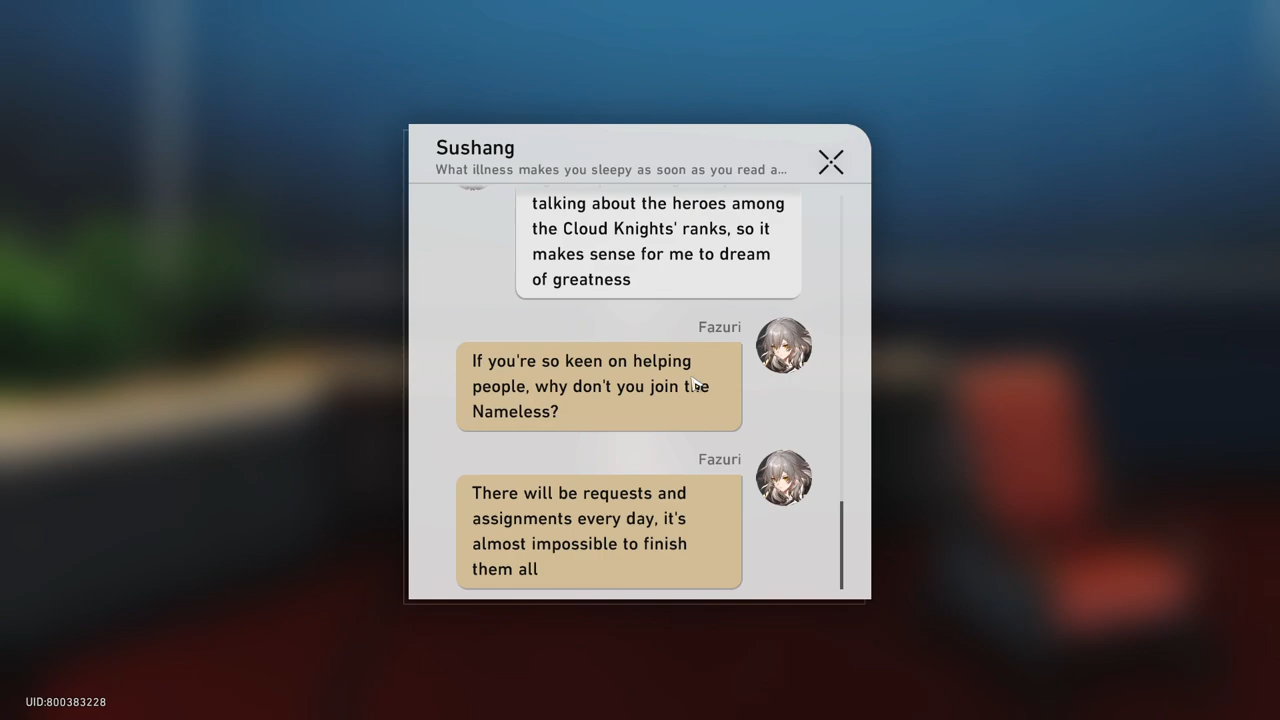 Sushang
What illness makes you sleepy as soon as you read a...
talking about the heroes among
the Cloud Knights' ranks, so it
makes sense for me to dream
of greatness
Fazuri
If you're so keen on helping
people, why don't you join the
Nameless?
Fazuri
There will be requests and
assignments every day, it's
almost impossible to finish
them all
UID:800383228